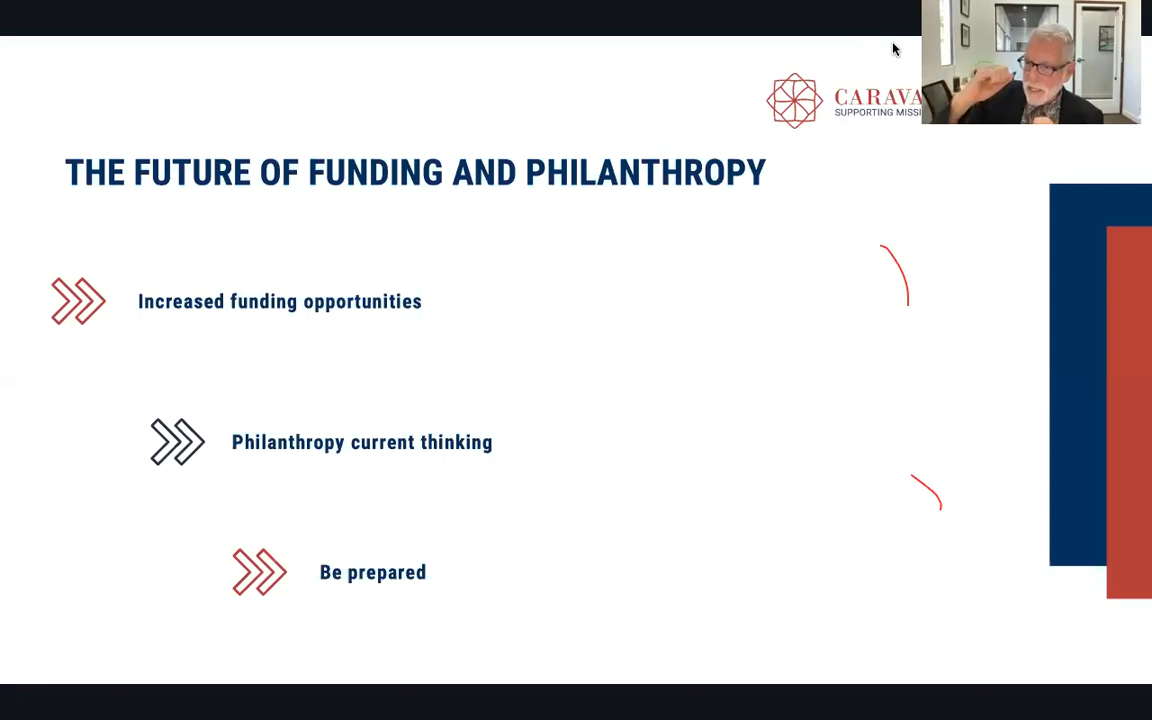 CARAVA
SUPPORTING MISSI
THE FUTURE OF FUNDING AND PHILANTHROPY
Increased funding opportunities
Philanthropy current thinking
Be prepared